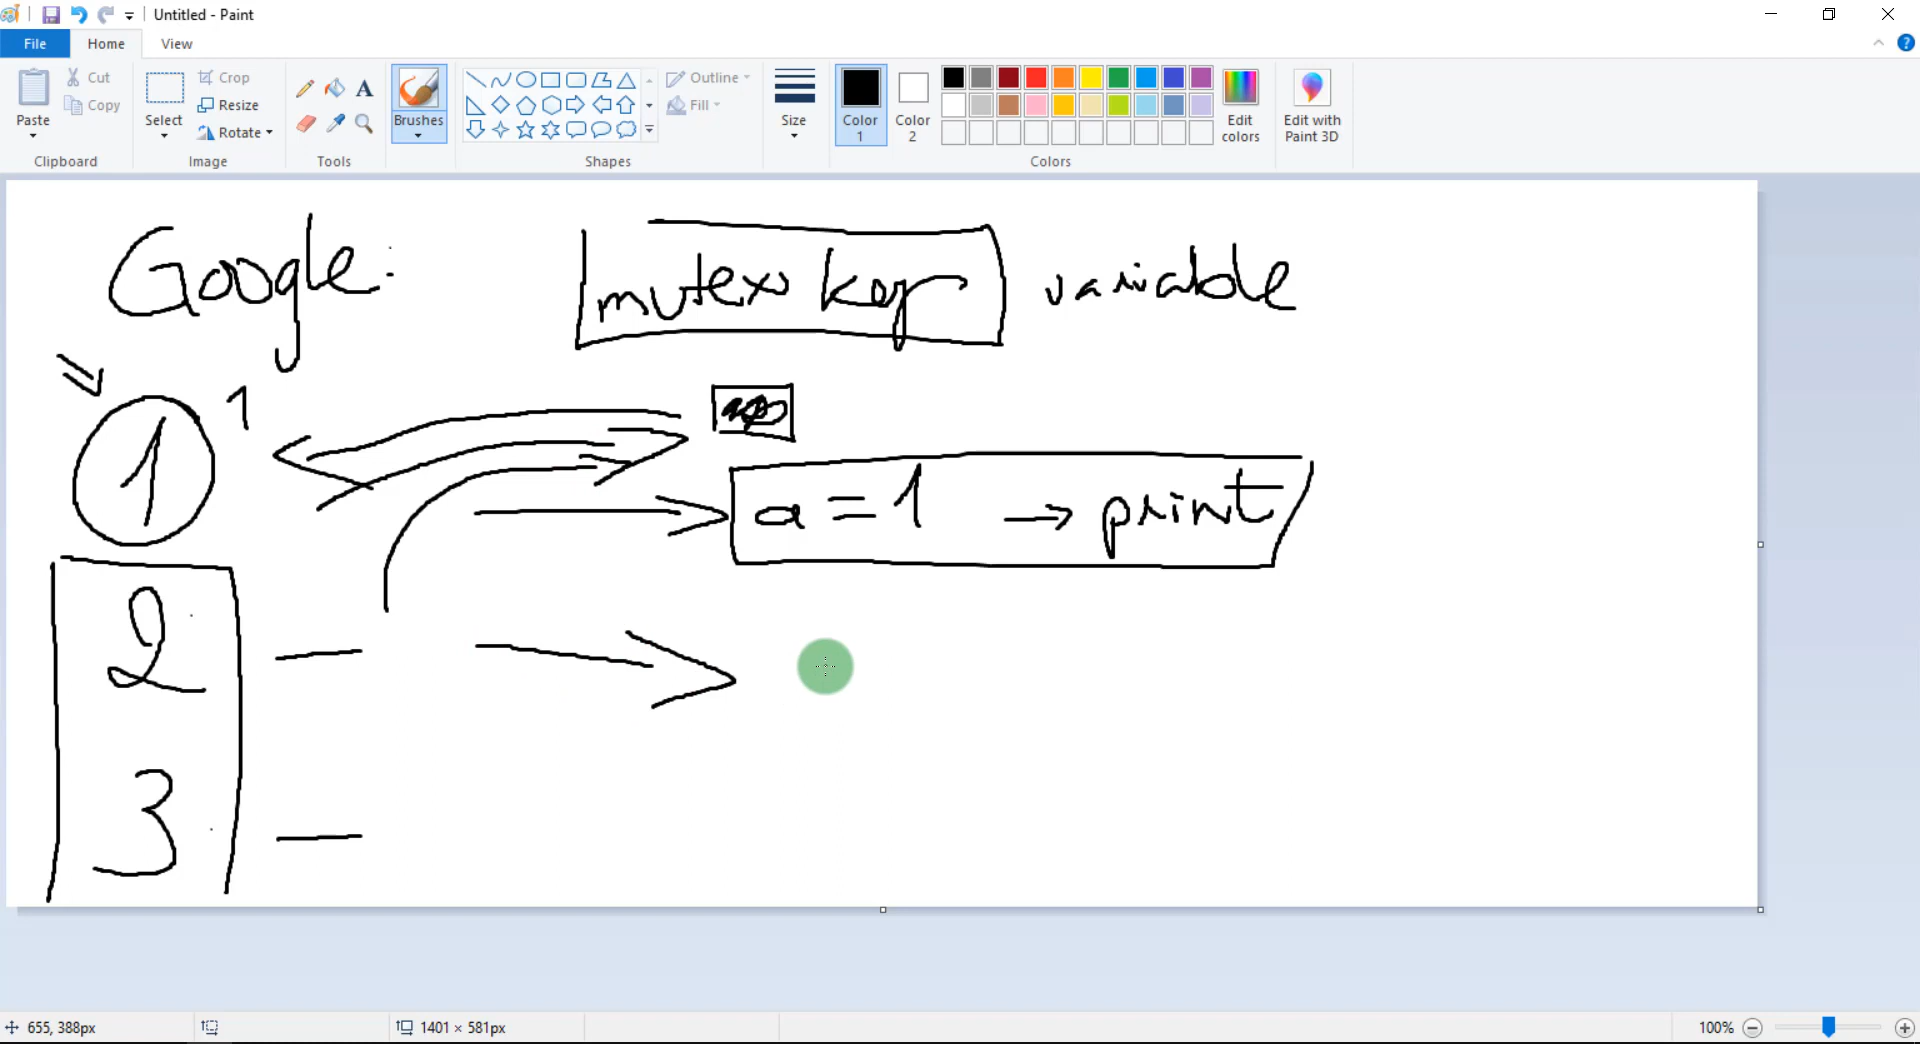 Untitled - Paint
File Home View
Paste
Cut
Copy
Clipboard
Select
Crop
Resize
Rotate
Image
A
Tools
Brushes
Outline
Fill
Shapes
Size
Color 1
Color 2
Edit colors
Colors
Edit with Paint 3D
Google: mutex key variable
1 1
a = 1 → print
2
3
655, 388px
1401 × 581px
100%